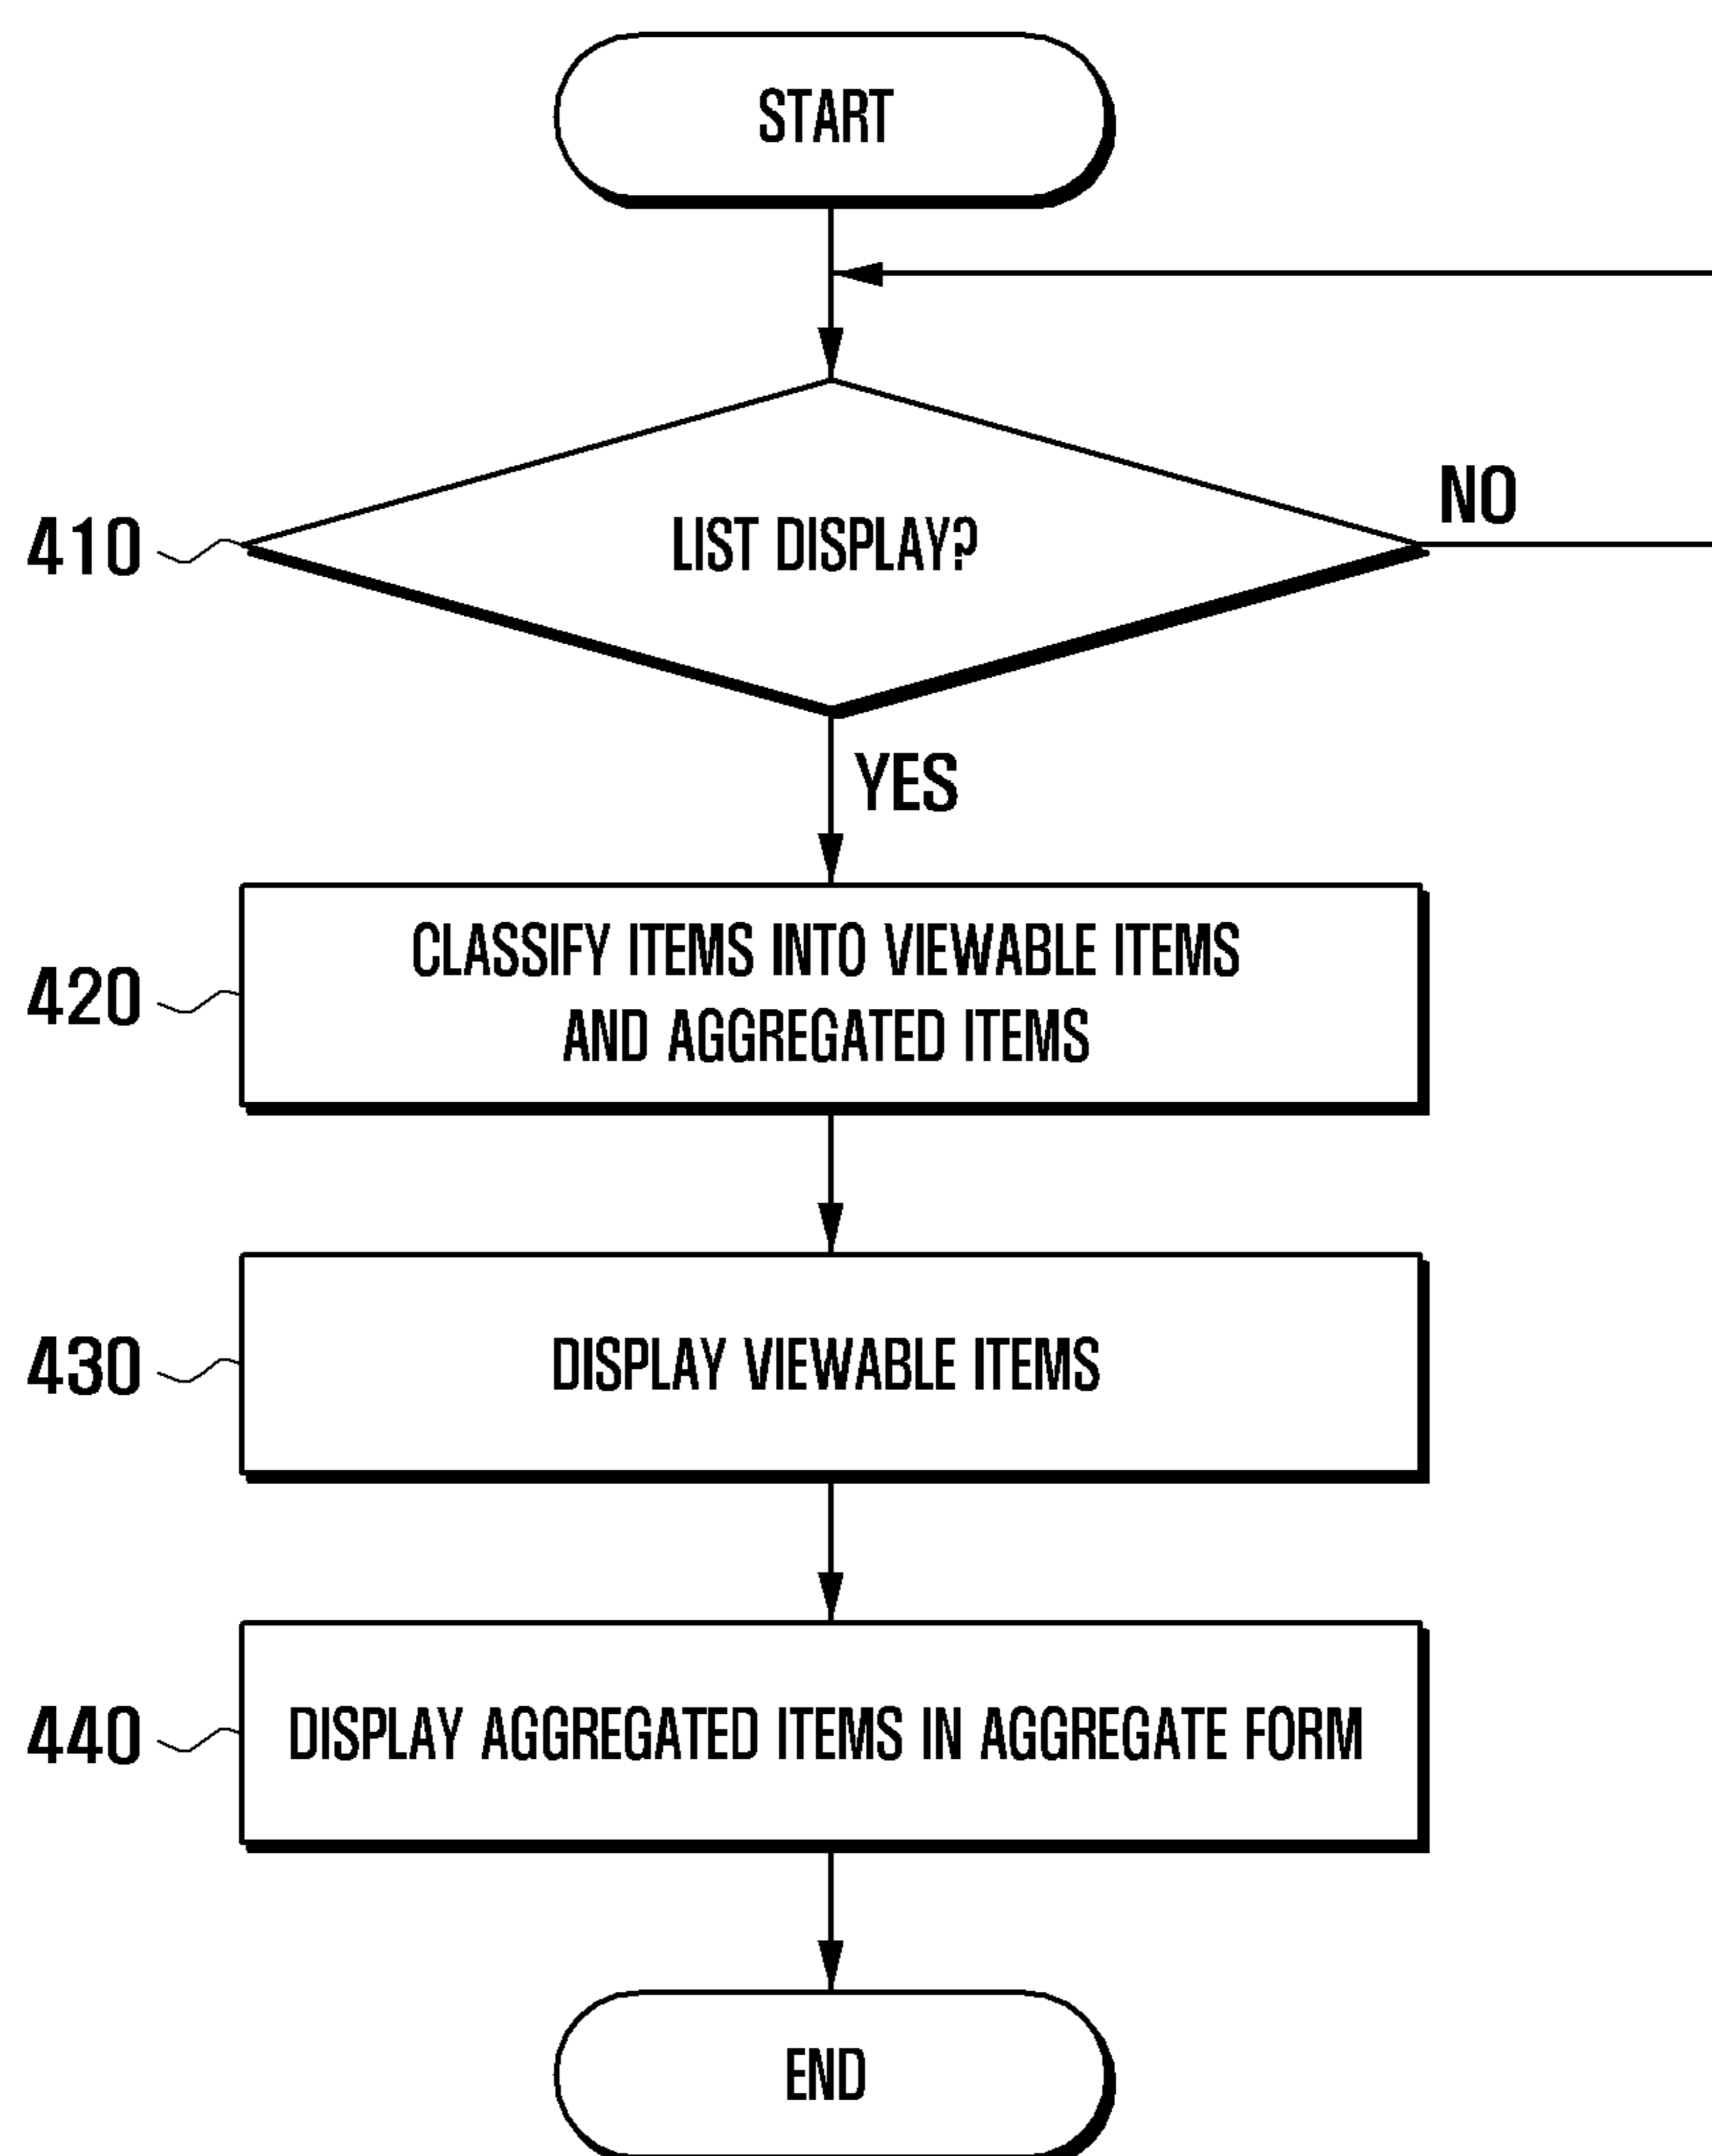 START
410
LIST DISPLAY?
NO
YES
420
CLASSIFY ITEMS INTO VIEWABLE ITEMS
AND AGGREGATED ITEMS
430
DISPLAY VIEWABLE ITEMS
440
DISPLAY AGGREGATED ITEMS IN AGGREGATE FORM
END